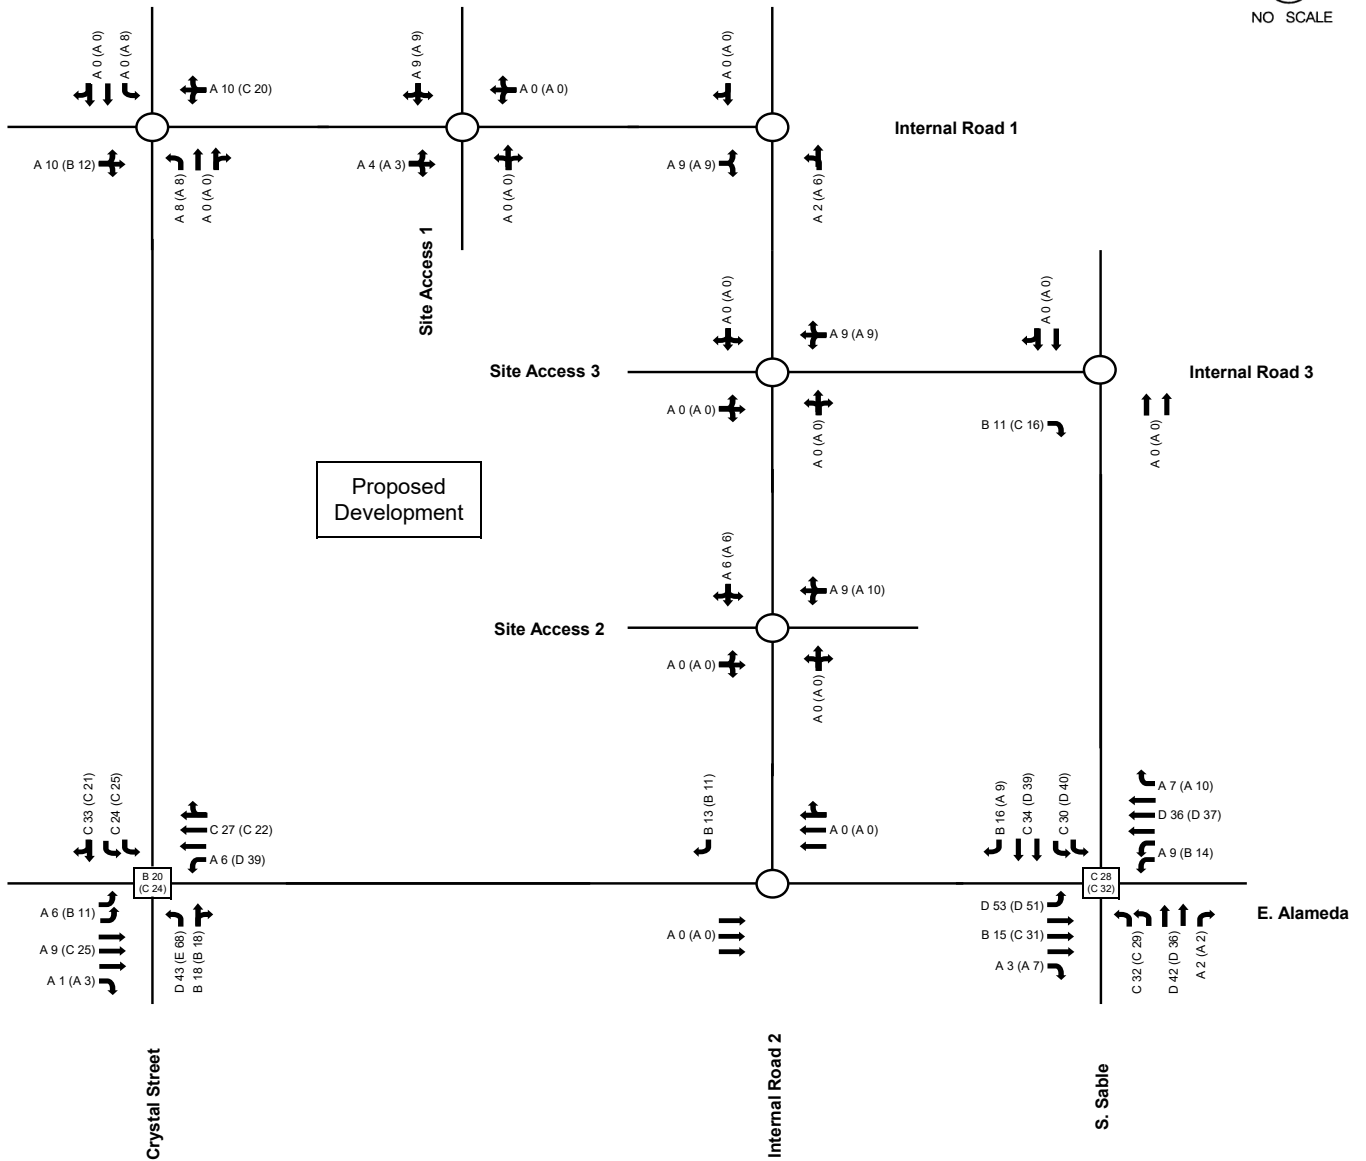 NO SCALE
A 0 (A 0)
A 0 (A 8)
A 10 (C 20)
A 9 (A 9)
A 0 (A 0)
A 0 (A 0)
Internal Road 1
A 10 (B 12)
A 8 (A 8)
A 0 (A 0)
A 4 (A 3)
A 0 (A 0)
A 9 (A 9)
A 2 (A 6)
Site Access 1
A 0 (A 0)
A 9 (A 9)
A 0 (A 0)
Site Access 3
Internal Road 3
A 0 (A 0)
A 0 (A 0)
B 11 (C 16)
A 0 (A 0)
Proposed
Development
A 6 (A 6)
A 9 (A 10)
Site Access 2
A 0 (A 0)
A 0 (A 0)
C 33 (C 21)
C 24 (C 25)
C 27 (C 22)
A 6 (D 39)
B 13 (B 11)
A 0 (A 0)
B 16 (A 9)
C 34 (D 39)
C 30 (D 40)
A 7 (A 10)
D 36 (D 37)
A 9 (B 14)
B 20
(C 24)
C 28
(C 32)
E. Alameda
A 6 (B 11)
A 9 (C 25)
A 1 (A 3)
D 43 (E 68)
B 18 (B 18)
A 0 (A 0)
D 53 (D 51)
B 15 (C 31)
A 3 (A 7)
C 32 (C 29)
D 42 (D 36)
A 2 (A 2)
Crystal Street
Internal Road 2
S. Sable